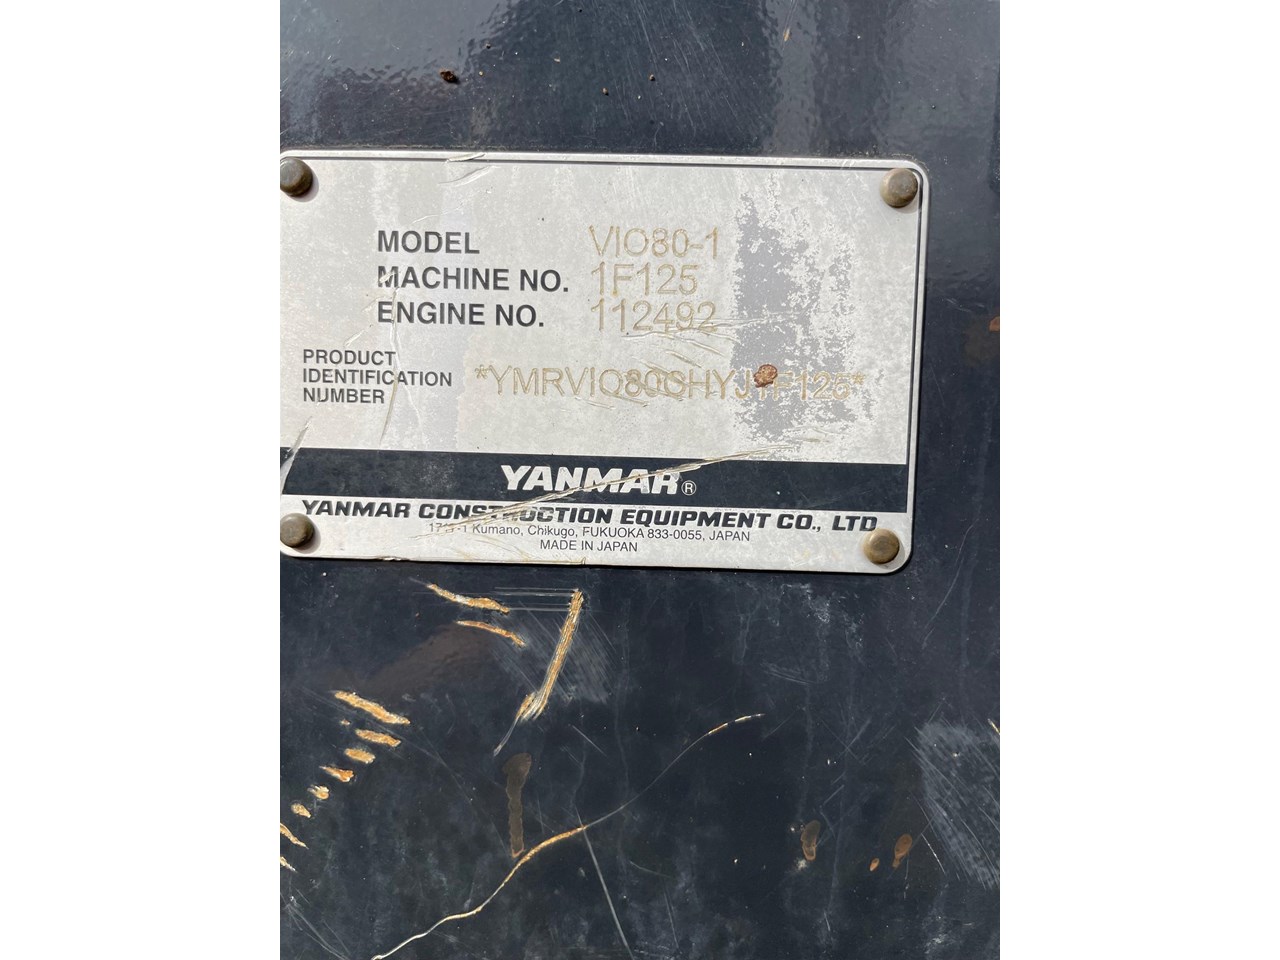 MODEL VIO80-1
MACHINE NO. 1F125
ENGINE NO. 112492
PRODUCT IDENTIFICATION NUMBER *YMRVIO80CHYJ1F125*
YANMAR®
YANMAR CONSTRUCTION EQUIPMENT CO., LTD
Kumano, Chikugo, FUKUOKA 833-0055, JAPAN
MADE IN JAPAN